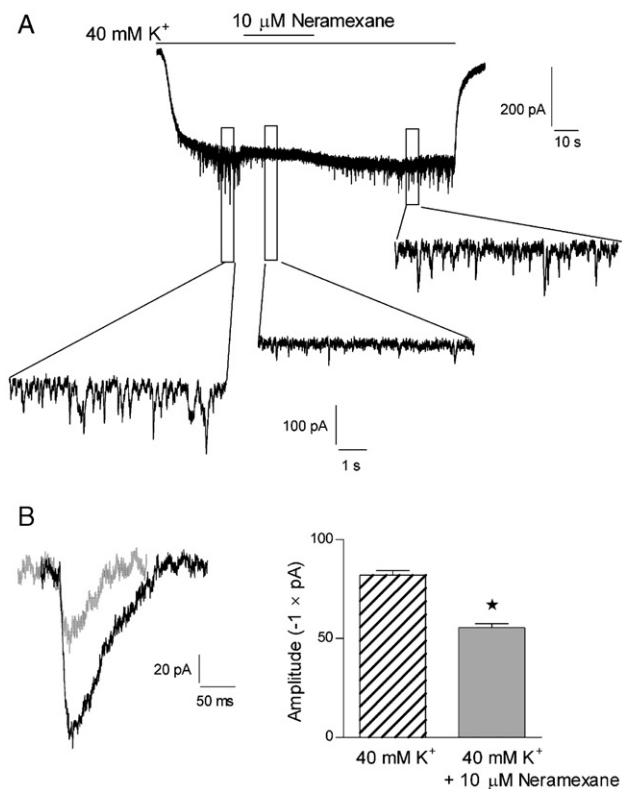 A
10 μM Neramexane
40 mM K⁺
200 pA
10 s
100 pA
1 s
B
20 pA
50 ms
Amplitude (-1 × pA)
100
50
0
★
40 mM K⁺
40 mM K⁺
+ 10 μM Neramexane